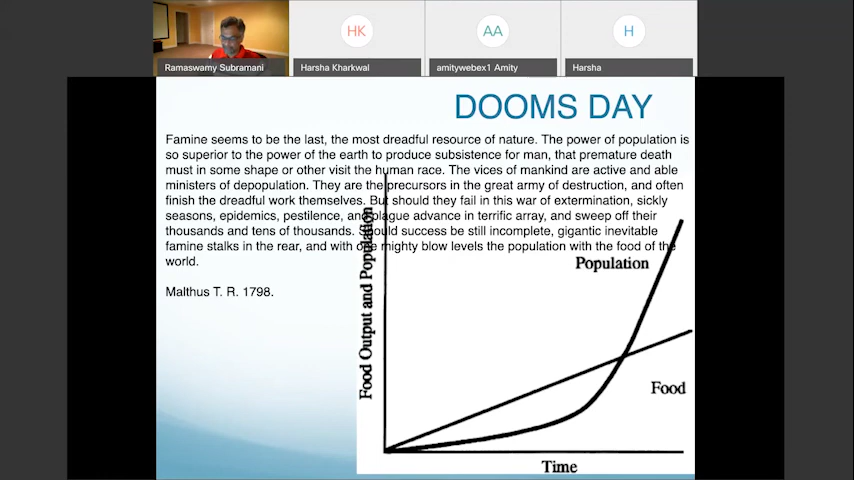 HK
AA
H
Ramaswamy Subramani
Harsha Kharkwal
amitywebex1 Amity
Harsha
DOOMS DAY
Famine seems to be the last, the most dreadful resource of nature. The power of population is
so superior to the power of the earth to produce subsistence for man, that premature death
must in some shape or other visit the human race. The vices of mankind are active and able
ministers of depopulation. They are the precursors in the great army of destruction, and often
finish the dreadful work themselves. But should they fail in this war of extermination, sickly
seasons, epidemics, pestilence, and plague advance in terrific array, and sweep off their
thousands and tens of thousands. Should success be still incomplete, gigantic inevitable
famine stalks in the rear, and with one mighty blow levels the population with the food of the
world.
Malthus T. R. 1798.
Food Output and Population
Population
Food
Time